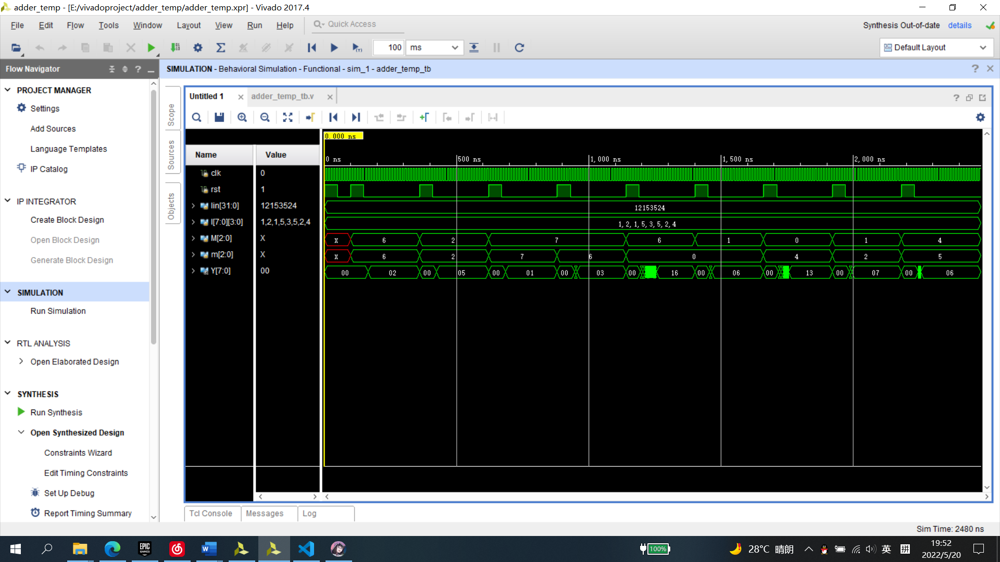 adder_temp - [E:/vivadoproject/adder_temp/adder_temp.xpr] - Vivado 2017.4
File Edit Flow Tools Window Layout View Run Help Quick Access
Synthesis Out-of-date details
100 ms
Default Layout
Flow Navigator
SIMULATION - Behavioral Simulation - Functional - sim_1 - adder_temp_tb
PROJECT MANAGER
Settings
Add Sources
Language Templates
IP Catalog
IP INTEGRATOR
Create Block Design
Open Block Design
Generate Block Design
SIMULATION
Run Simulation
RTL ANALYSIS
Open Elaborated Design
SYNTHESIS
Run Synthesis
Open Synthesized Design
Constraints Wizard
Edit Timing Constraints
Set Up Debug
Report Timing Summary
Scope
Sources
Objects
Untitled 1
adder_temp_tb.v
0.000 ns
Name Value
0 ns 500 ns 1,000 ns 1,500 ns 2,000 ns
clk 0
rst 1
Iin[31:0] 12153524 12153524
I[7:0][3:0] 1,2,1,5,3,5,2,4 1,2,1,5,3,5,2,4
M[2:0] X X 6 2 7 6 1 0 1 4
m[2:0] X X 6 2 7 6 0 4 2 5
Y[7:0] 00 00 02 00 05 00 01 00 03 00 16 00 06 00 13 00 07 00 06
Tcl Console Messages Log
Sim Time: 2480 ns
EPIC GAMES
W
100%
28°C 晴朗
英
拼
19:52
2022/5/20